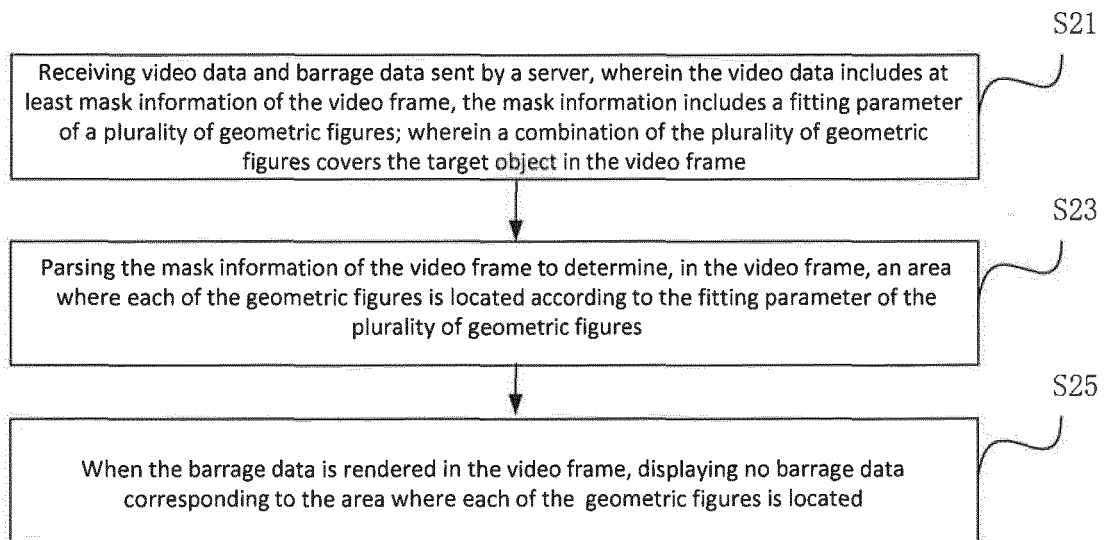 S21
Receiving video data and barrage data sent by a server, wherein the video data includes at
least mask information of the video frame, the mask information includes a fitting parameter
of a plurality of geometric figures; wherein a combination of the plurality of geometric
figures covers the target object in the video frame
S23
Parsing the mask information of the video frame to determine, in the video frame, an area
where each of the geometric figures is located according to the fitting parameter of the
plurality of geometric figures
S25
When the barrage data is rendered in the video frame, displaying no barrage data
corresponding to the area where each of the geometric figures is located